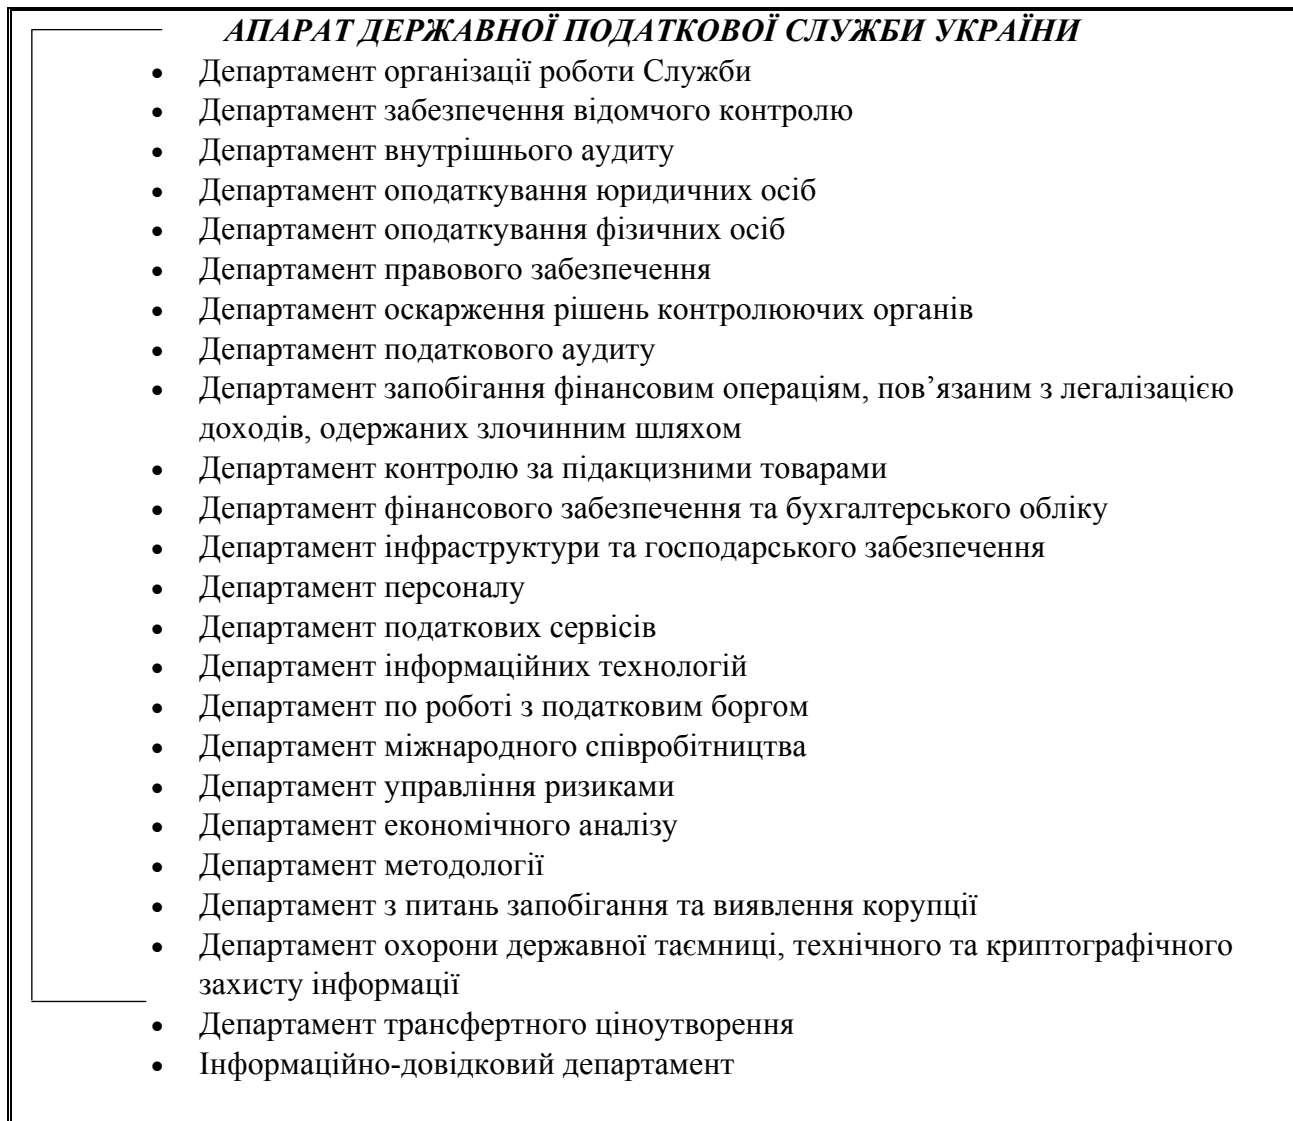 АПАРАТ ДЕРЖАВНОЇ ПОДАТКОВОЇ СЛУЖБИ УКРАЇНИ
• Департамент організації роботи Служби
• Департамент забезпечення відомчого контролю
• Департамент внутрішнього аудиту
• Департамент оподаткування юридичних осіб
• Департамент оподаткування фізичних осіб
• Департамент правового забезпечення
• Департамент оскарження рішень контролюючих органів
• Департамент податкового аудиту
• Департамент запобігання фінансовим операціям, пов’язаним з легалізацією
доходів, одержаних злочинним шляхом
• Департамент контролю за підакцизними товарами
• Департамент фінансового забезпечення та бухгалтерського обліку
• Департамент інфраструктури та господарського забезпечення
• Департамент персоналу
• Департамент податкових сервісів
• Департамент інформаційних технологій
• Департамент по роботі з податковим боргом
• Департамент міжнародного співробітництва
• Департамент управління ризиками
• Департамент економічного аналізу
• Департамент методології
• Департамент з питань запобігання та виявлення корупції
• Департамент охорони державної таємниці, технічного та криптографічного
захисту інформації
• Департамент трансфертного ціноутворення
• Інформаційно-довідковий департамент